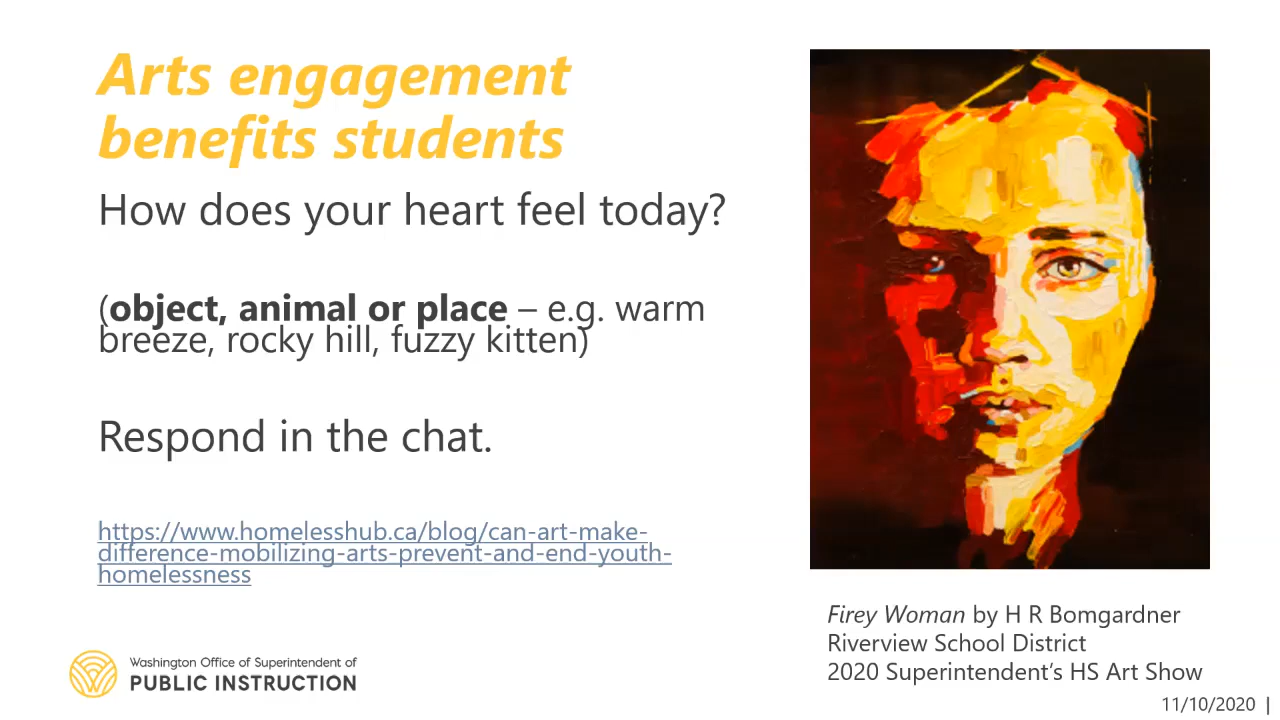 Arts engagement
benefits students
How does your heart feel today?
(object, animal or place – e.g. warm
breeze, rocky hill, fuzzy kitten)
Respond in the chat.
https://www.homelesshub.ca/blog/can-art-make-
difference-mobilizing-arts-prevent-and-end-youth-
homelessness
Washington Office of Superintendent of
PUBLIC INSTRUCTION
Firey Woman by H R Bomgardner
Riverview School District
2020 Superintendent's HS Art Show
11/10/2020 |